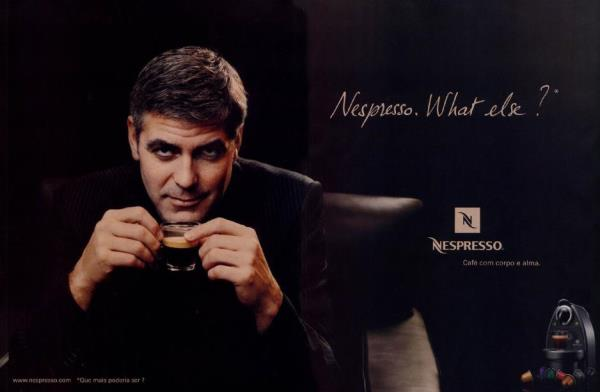 Nespresso. What else?*
N
NESPRESSO.
Café com corpo e alma.
www.nespresso.com *Que mais poderia ser?